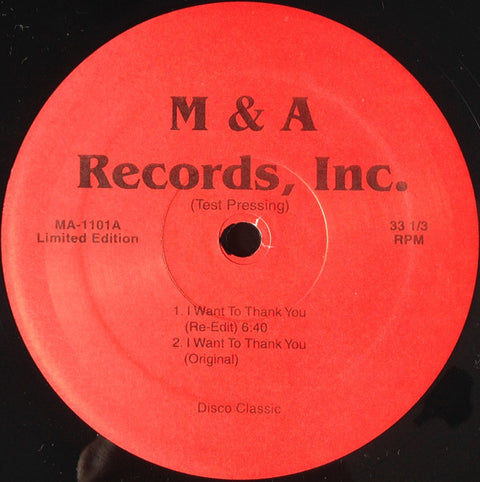 M & A
Records, Inc.
(Test Pressing)
MA-1101A
Limited Edition
33 1/3
RPM
1. I Want To Thank You
(Re-Edit) 6:40
2. I Want To Thank You
(Original)
Disco Classic